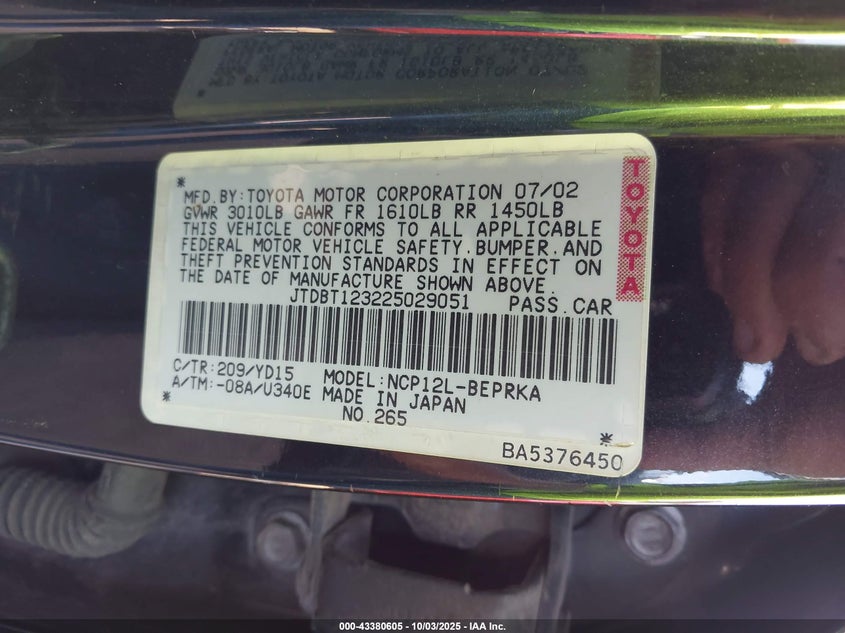 MFD.BY:TOYOTA MOTOR CORPORATION 07/02
GVWR 3010LB GAWR FR 1610LB RR 1450LB
THIS VEHICLE CONFORMS TO ALL APPLICABLE
FEDERAL MOTOR VEHICLE SAFETY.BUMPER.AND
THEFT PREVENTION STANDARDS IN EFFECT ON
THE DATE OF MANUFACTURE SHOWN ABOVE.
JTDBT123225029051 PASS.CAR
TOYOTA
C/TR:209/YD15 MODEL:NCP12L-BEPRKA
A/TM:-08A/U340E MADE IN JAPAN
NO.265
BA5376450
000-43380605 - 10/03/2025 - IAA Inc.